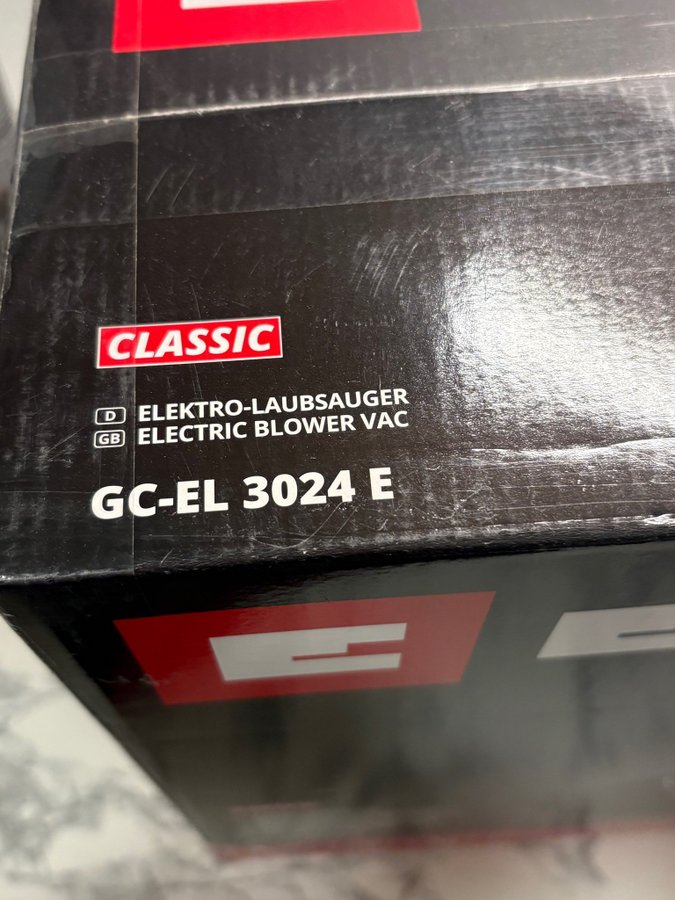 CLASSIC
D ELEKTRO-LAUBSAUGER
GB ELECTRIC BLOWER VAC
GC-EL 3024 E